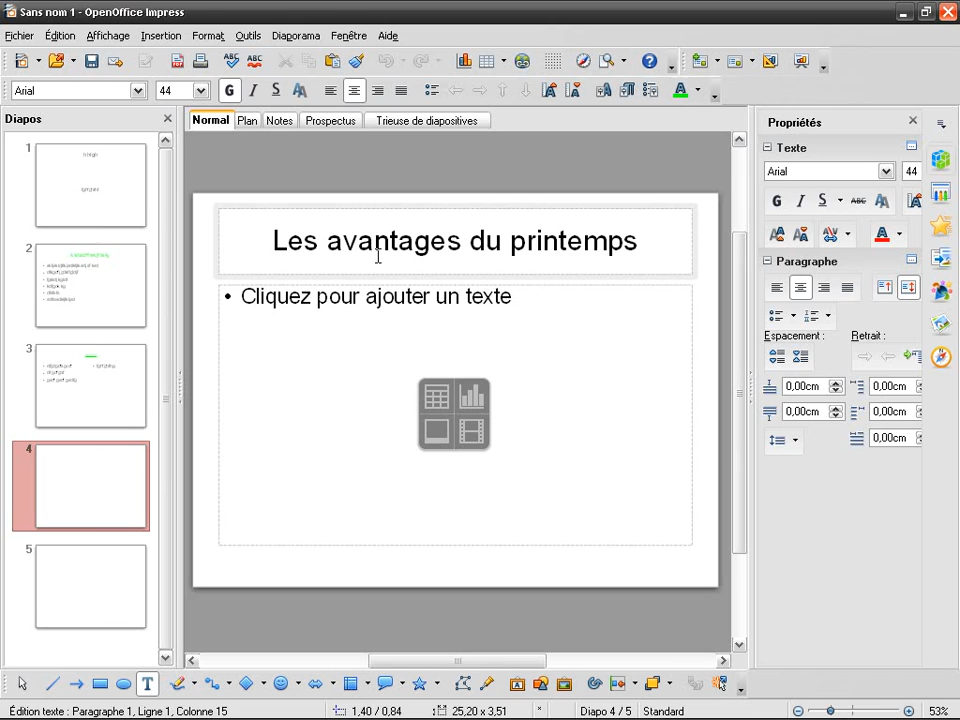 Sans nom 1 - OpenOffice Impress
Fichier Édition Affichage Insertion Format Outils Diaporama Fenêtre Aide
Arial 44 G I S A
Diapos
Normal Plan Notes Prospectus Trieuse de diapositives
Propriétés
1
2
3
4
5
Les avantages du printemps
• Cliquez pour ajouter un texte
Texte
Arial 44
G I S ABC
Paragraphe
Espacement : Retrait :
0,00cm 0,00cm
0,00cm 0,00cm
0,00cm
Édition texte : Paragraphe 1, Ligne 1, Colonne 15 1,40 / 0,84 25,20 x 3,51 * Diapo 4 / 5 Standard 53%